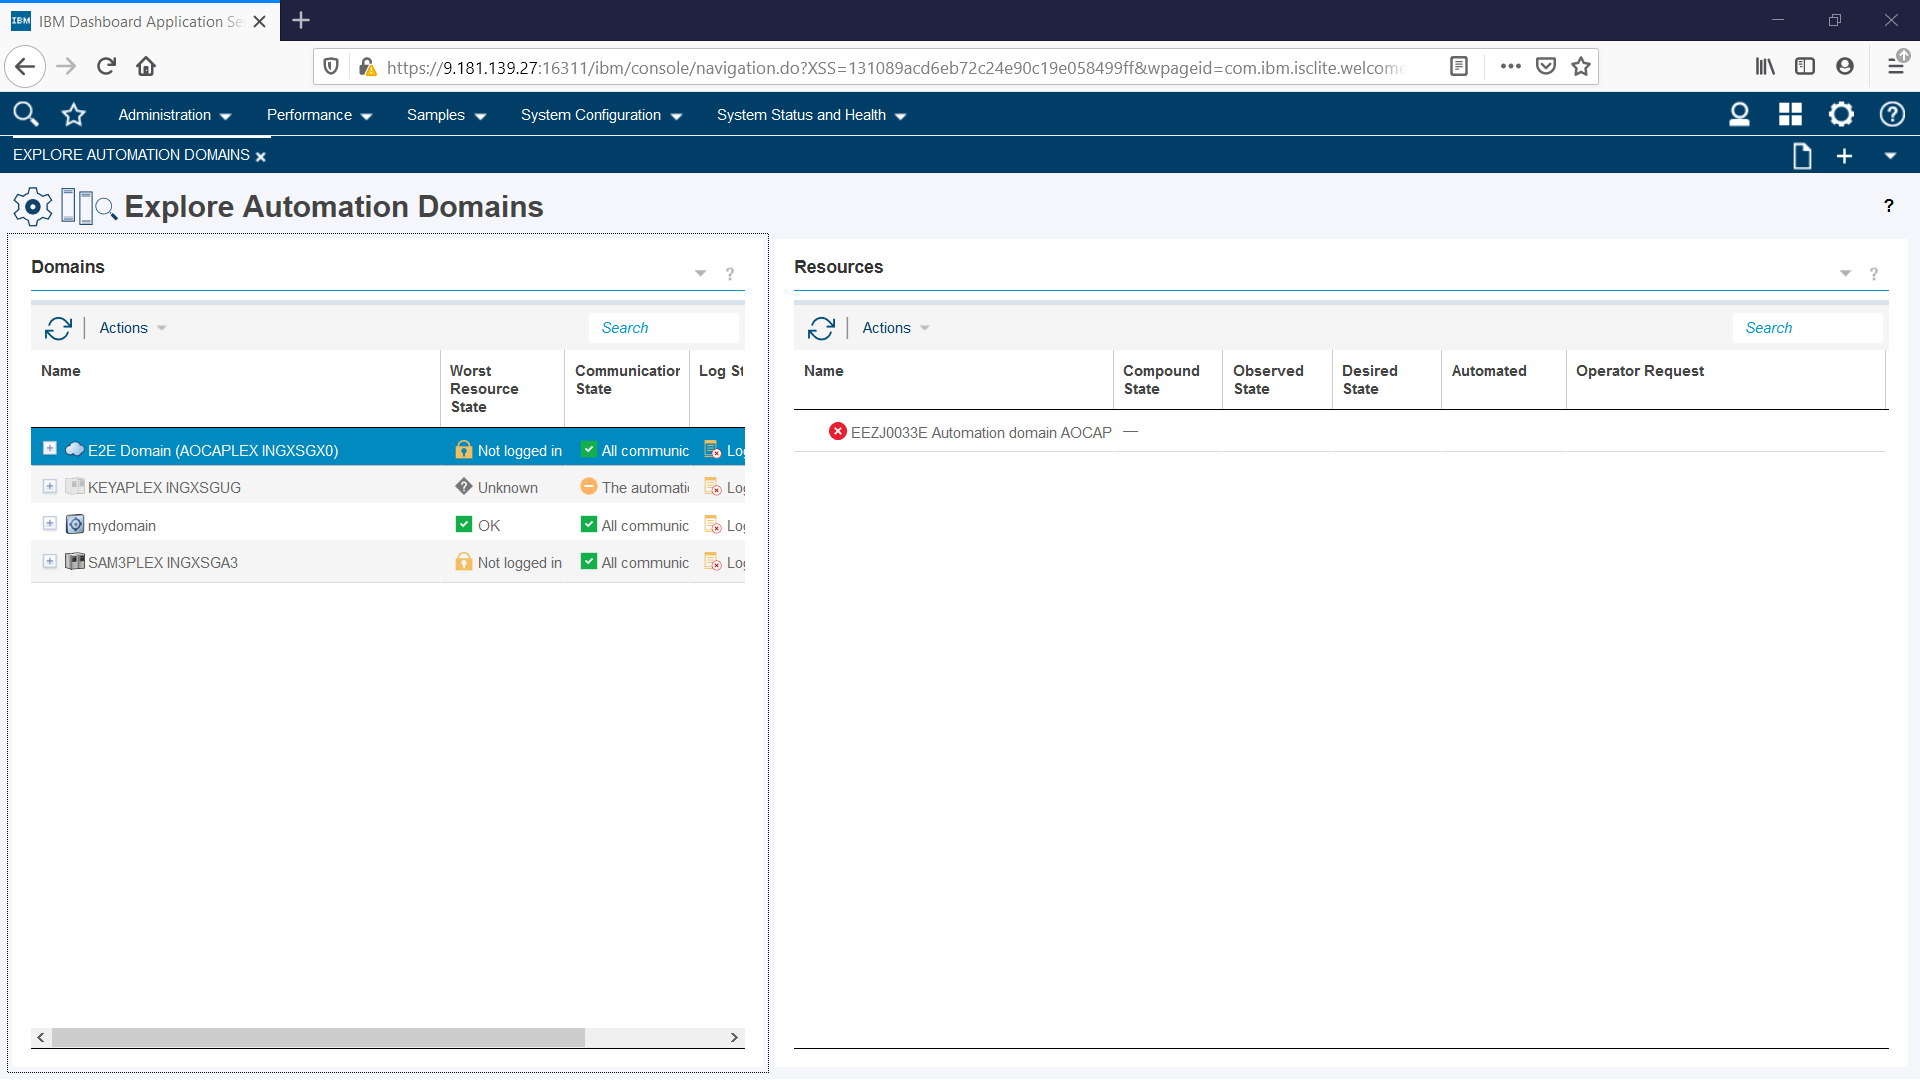 IBM Dashboard Application Se
https://9.181.139.27:16311/ibm/console/navigation.do?XSS=131089acd6eb72c24e90c19e058499ff&wpageid=com.ibm.isclite.welcome
Administration Performance Samples System Configuration System Status and Health
EXPLORE AUTOMATION DOMAINS
Explore Automation Domains ?
Domains ?
Actions Search
Name Worst Resource State Communication State Log St
E2E Domain (AOCAPLEX INGXSGX0) Not logged in All communic Log
KEYAPLEX INGXSGUG Unknown The automati Log
mydomain OK All communic Log
SAM3PLEX INGXSGA3 Not logged in All communic Log
Resources ?
Actions Search
Name Compound State Observed State Desired State Automated Operator Request
EEZJ0033E Automation domain AOCAP —